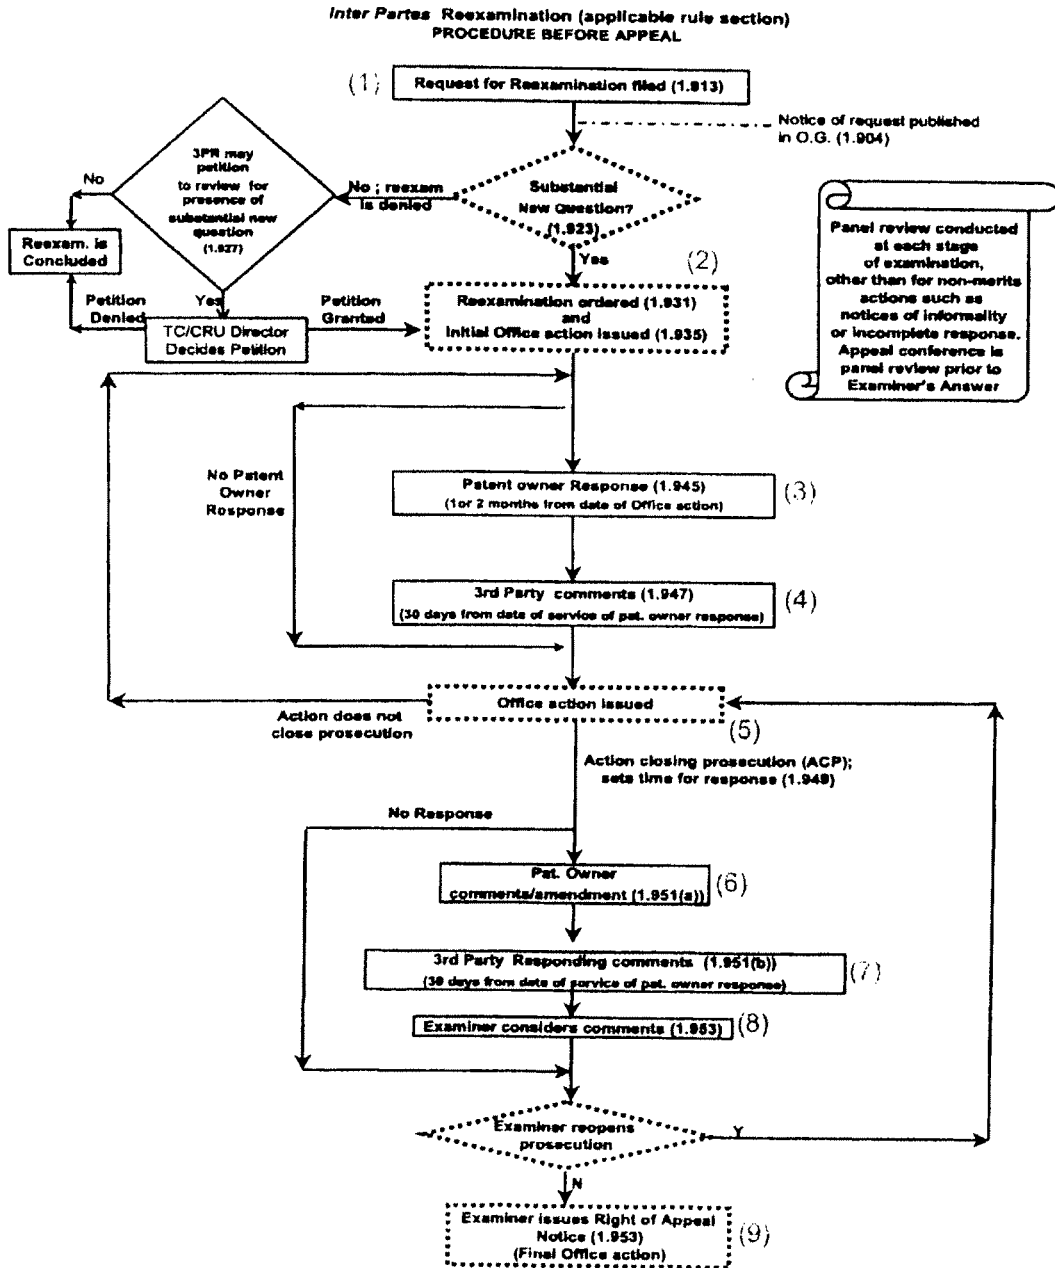 Inter Partes Reexamination (applicable rule section)
PROCEDURE BEFORE APPEAL
(1)
Request for Reexamination filed (1.913)
Notice of request published
in O.G. (1.904)
3PR may
petition
to review for
presence of
substantial new
question
(1.927)
No
No ; reexam
is denied
Substantial
New Question?
(1.923)
Yes
(2)
Reexam. is
Concluded
Petition
Denied
Yes
Petition
Granted
TC/CRU Director
Decides Petition
Reexamination ordered (1.931)
and
Initial Office action issued (1.935)
Panel review conducted
at each stage
of examination,
other than for non-merits
actions such as
notices of informality
or incomplete response.
Appeal conference is
panel review prior to
Examiner's Answer
No Patent
Owner
Response
Patent owner Response (1.945)
(1or 2 months from date of Office action)
(3)
3rd Party comments (1.947)
(30 days from date of service of pat. owner response)
(4)
Office action issued
(5)
Action does not
close prosecution
Action closing prosecution (ACP);
sets time for response (1.949)
No Response
Pat. Owner
comments/amendment (1.951(a))
(6)
3rd Party Responding comments (1.951(b))
(30 days from date of service of pat. owner response)
(7)
Examiner considers comments (1.953)
(8)
Examiner reopens
prosecution
Y
N
Examiner issues Right of Appeal
Notice (1.953)
(Final Office action)
(9)